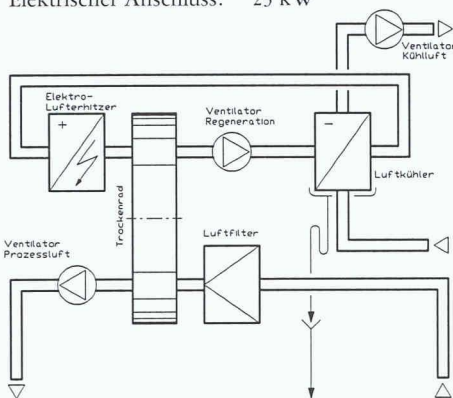 Elektrischer Anschluss: 25 kW
Ventilator
Kühlluft
Elektro-
Lufterhitzer
Ventilator
Regeneration
+
-
Luftkühler
Trockenrad
Luftfilter
Ventilator
Prozessluft